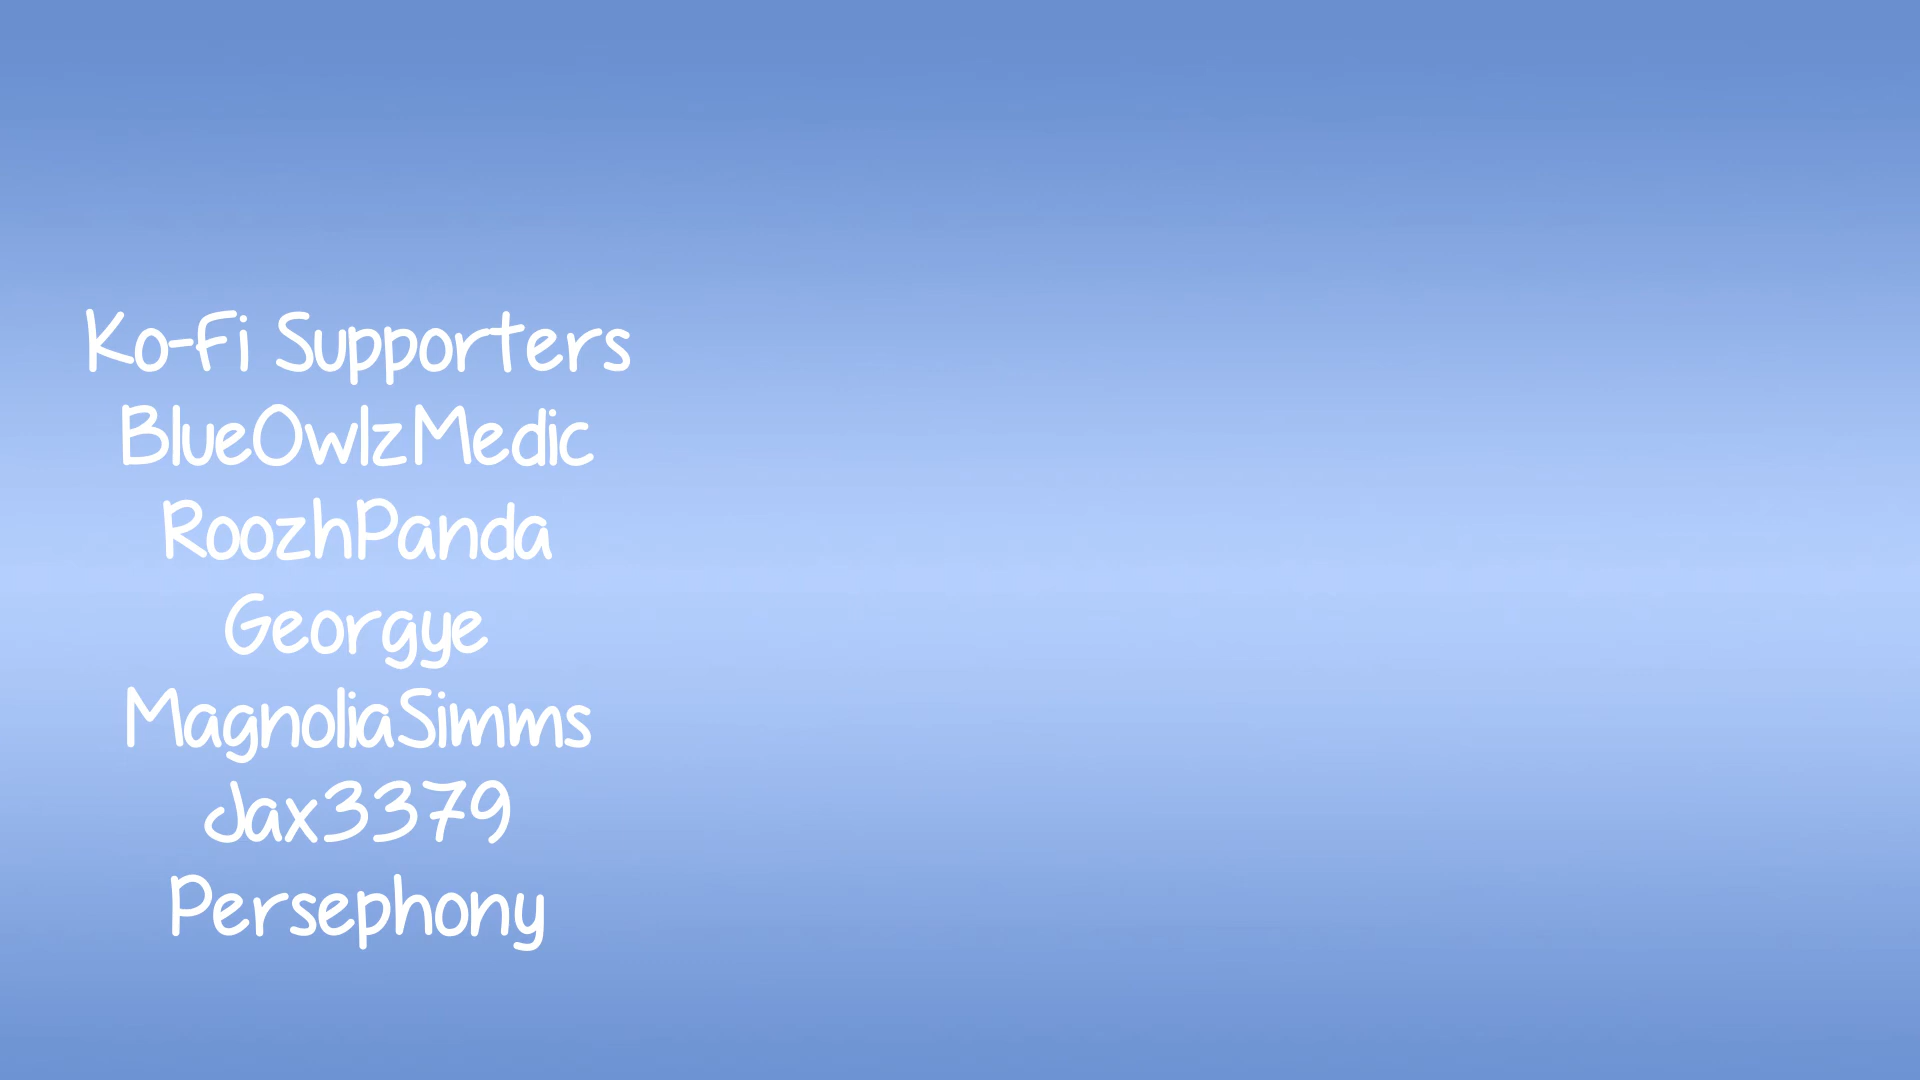 Ko-Fi Supporters
BlueOwlzMedic
RoozhPanda
Georgye
MagnoliaSimms
Jax3379
Persephony